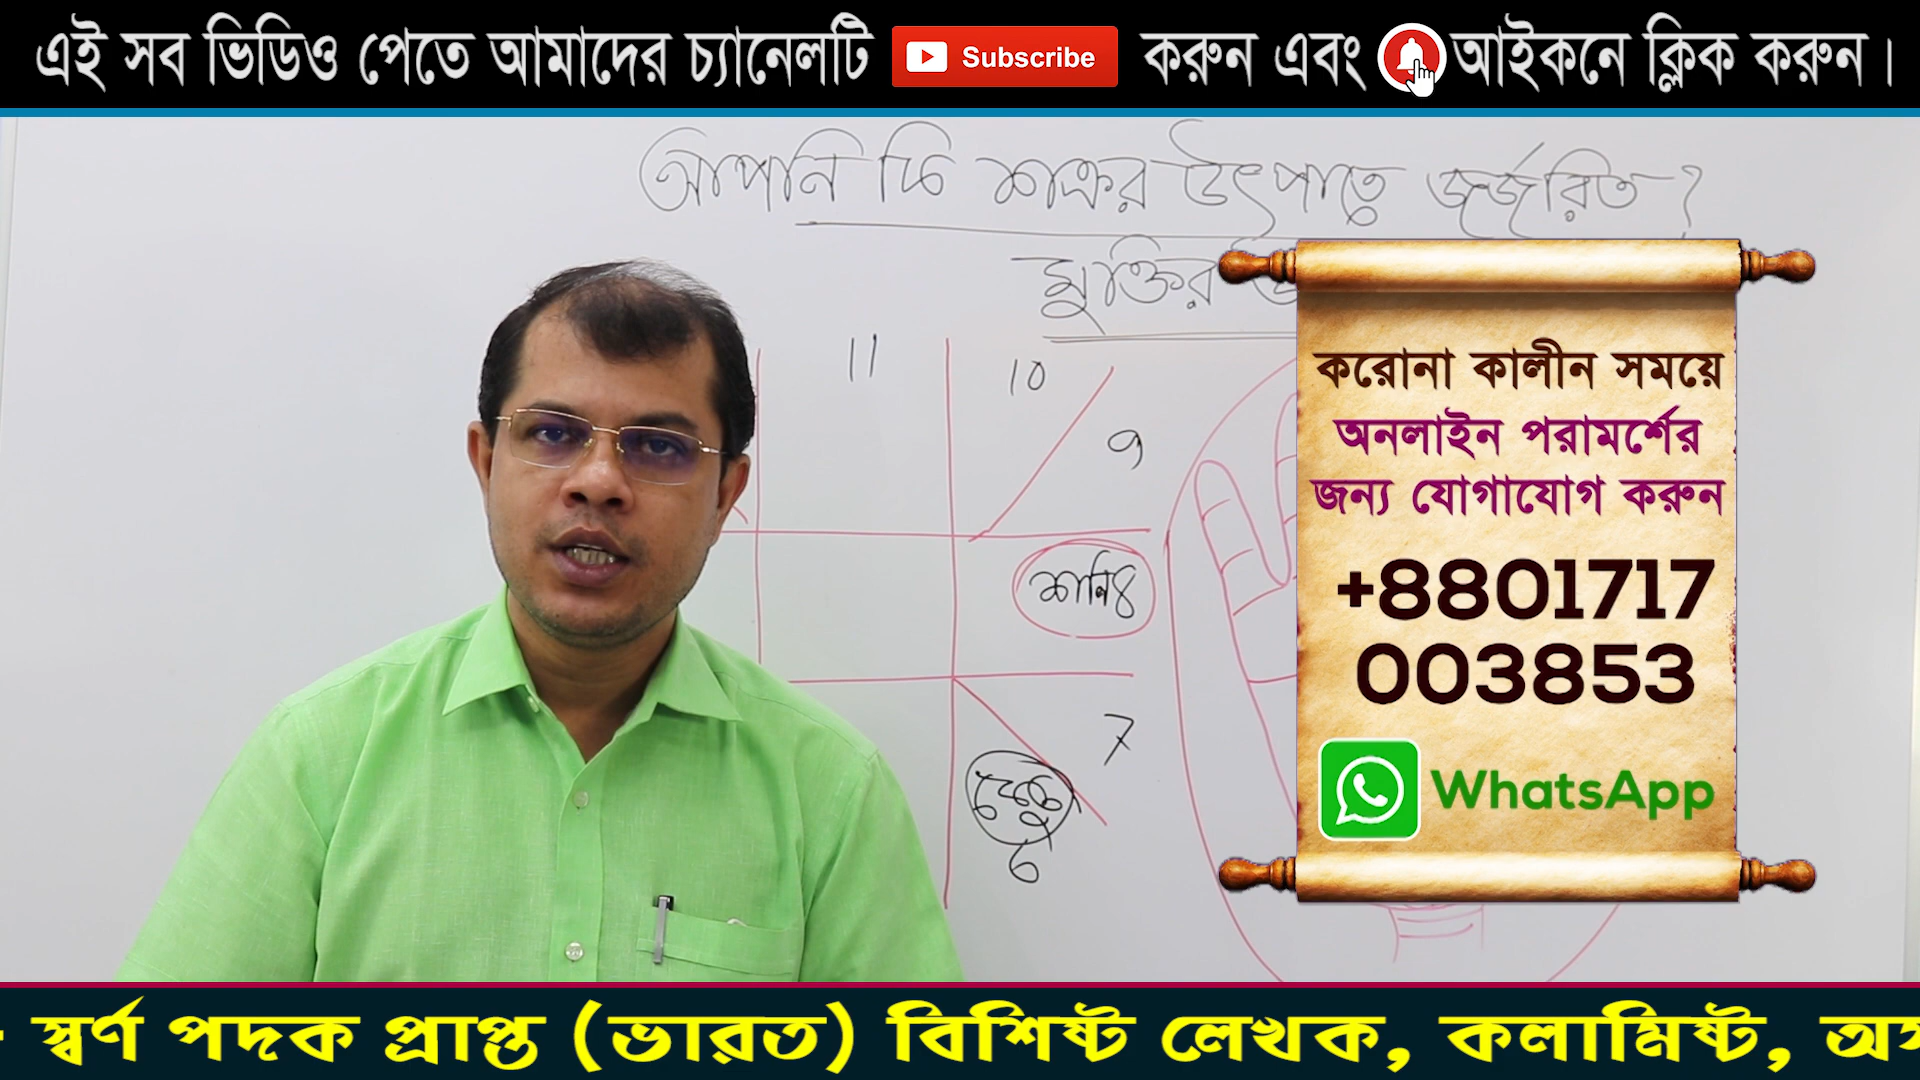 এই সব ভিডিও পেতে আমাদের চ্যানেলটি Subscribe করুন এবং আইকনে ক্লিক করুন।
আপনি কি শত্রুর উৎপাতে জর্জরিত?
মুক্তির
11
10
9
শনি ৪
7
কেতু
৬
করোনা কালীন সময়ে
অনলাইন পরামর্শের
জন্য যোগাযোগ করুন
+8801717
003853
WhatsApp
স্বর্ণ পদক প্রাপ্ত (ভারত) বিশিষ্ট লেখক, কলামিষ্ট,